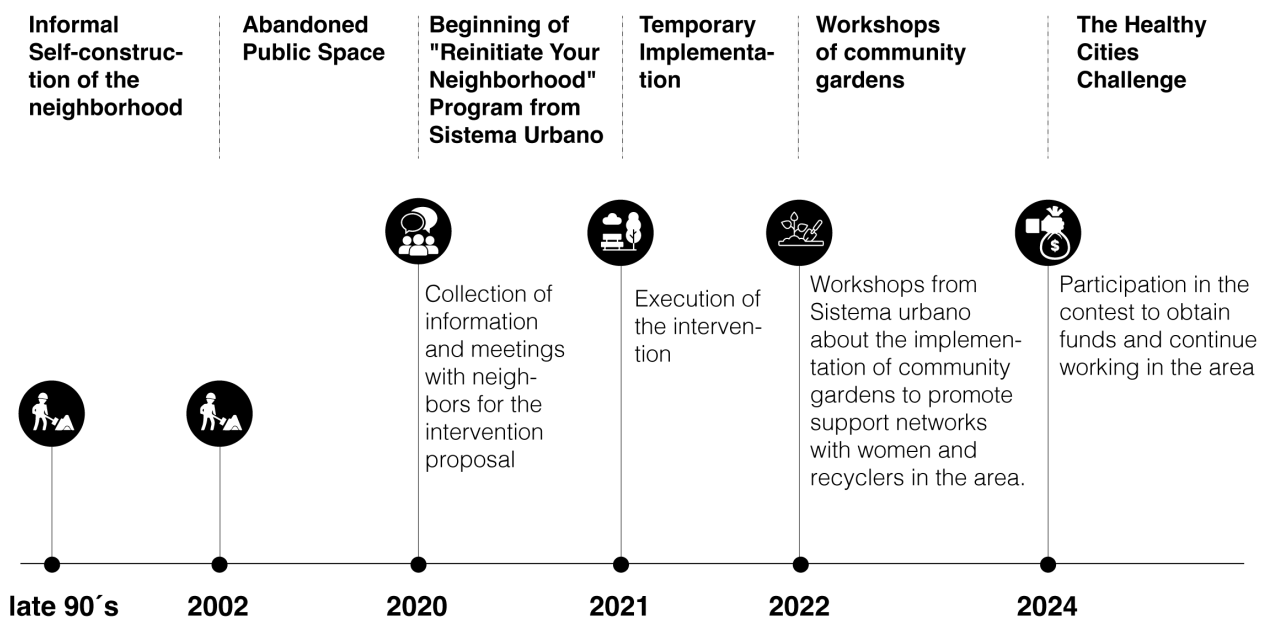 Informal
Self-construc-
tion of the
neighborhood
Abandoned
Public Space
Beginning of
"Reinitiate Your
Neighborhood"
Program from
Sistema Urbano
Temporary
Implementa-
tion
Workshops
of community
gardens
The Healthy
Cities
Challenge
Collection of
information
and meetings
with neigh-
bors for the
intervention
proposal
Execution of
the interven-
tion
Workshops from
Sistema urbano
about the implemen-
tation of community
gardens to promote
support networks
with women and
recyclers in the area.
$
Participation in the
contest to obtain
funds and continue
working in the area
late 90´s
2002
2020
2021
2022
2024